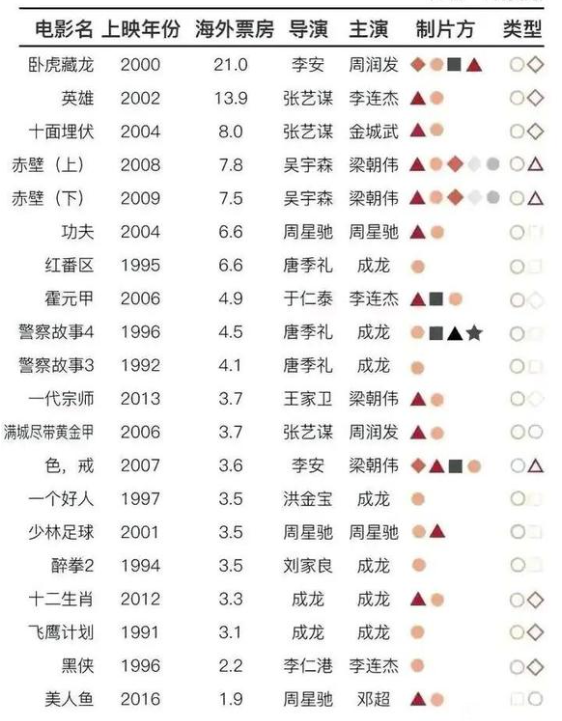 电影名 上映年份 海外票房 导演 主演 制片方 类型
卧虎藏龙 2000 21.0 李安 周润发
英雄 2002 13.9 张艺谋 李连杰
十面埋伏 2004 8.0 张艺谋 金城武
赤壁（上） 2008 7.8 吴宇森 梁朝伟
赤壁（下） 2009 7.5 吴宇森 梁朝伟
功夫 2004 6.6 周星驰 周星驰
红番区 1995 6.6 唐季礼 成龙
霍元甲 2006 4.9 于仁泰 李连杰
警察故事4 1996 4.5 唐季礼 成龙
警察故事3 1992 4.1 唐季礼 成龙
一代宗师 2013 3.7 王家卫 梁朝伟
满城尽带黄金甲 2006 3.7 张艺谋 周润发
色，戒 2007 3.6 李安 梁朝伟
一个好人 1997 3.5 洪金宝 成龙
少林足球 2001 3.5 周星驰 周星驰
醉拳2 1994 3.5 刘家良 成龙
十二生肖 2012 3.3 成龙 成龙
飞鹰计划 1991 3.1 成龙 成龙
黑侠 1996 2.2 李仁港 李连杰
美人鱼 2016 1.9 周星驰 邓超